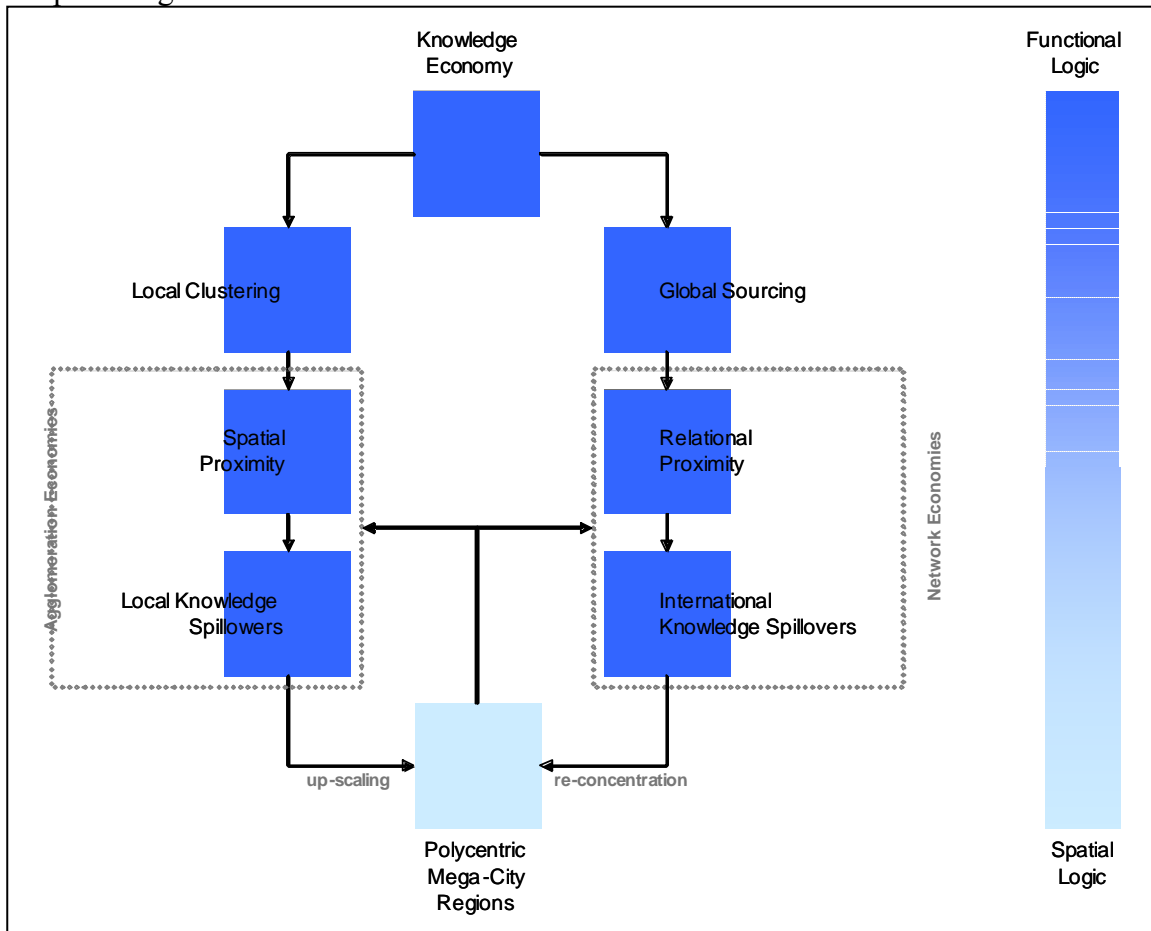 Knowledge
Economy
Functional
Logic
Local Clustering
Global Sourcing
Agglomeration Economies
Spatial
Proximity
Relational
Proximity
Network Economies
Local Knowledge
Spillowers
International
Knowledge Spillovers
up-scaling
re-concentration
Polycentric
Mega-City
Regions
Spatial
Logic